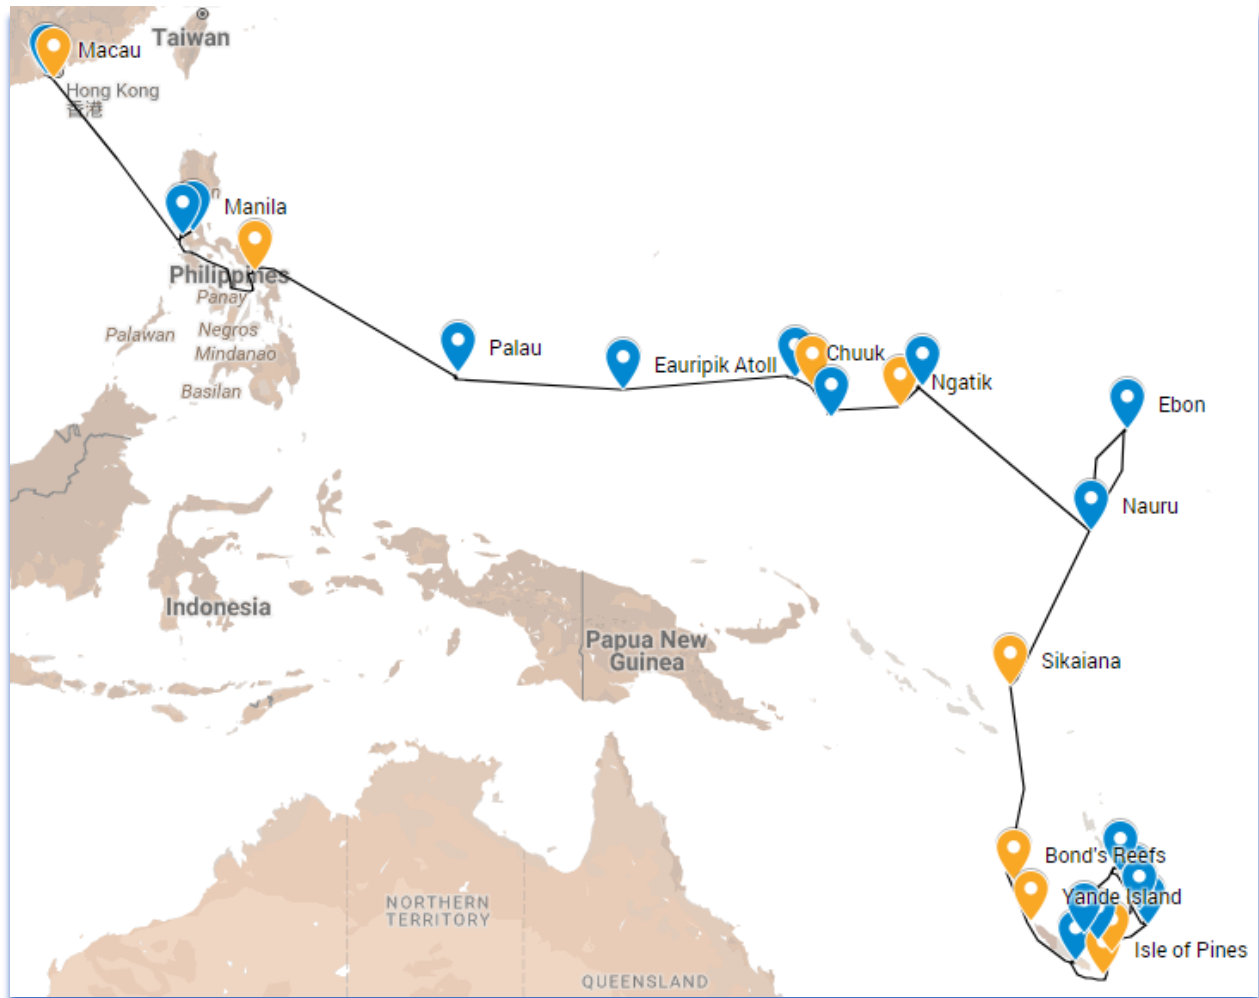 Taiwan
Macau
Hong Kong
香港
Manila
Philippines
Panay
Palawan
Negros
Mindanao
Basilan
Palau
Eauripik Atoll
Chuuk
Ngatik
Ebon
Nauru
Indonesia
Papua New
Guinea
Sikaiana
Bond's Reefs
Yande Island
Isle of Pines
NORTHERN
TERRITORY
QUEENSLAND